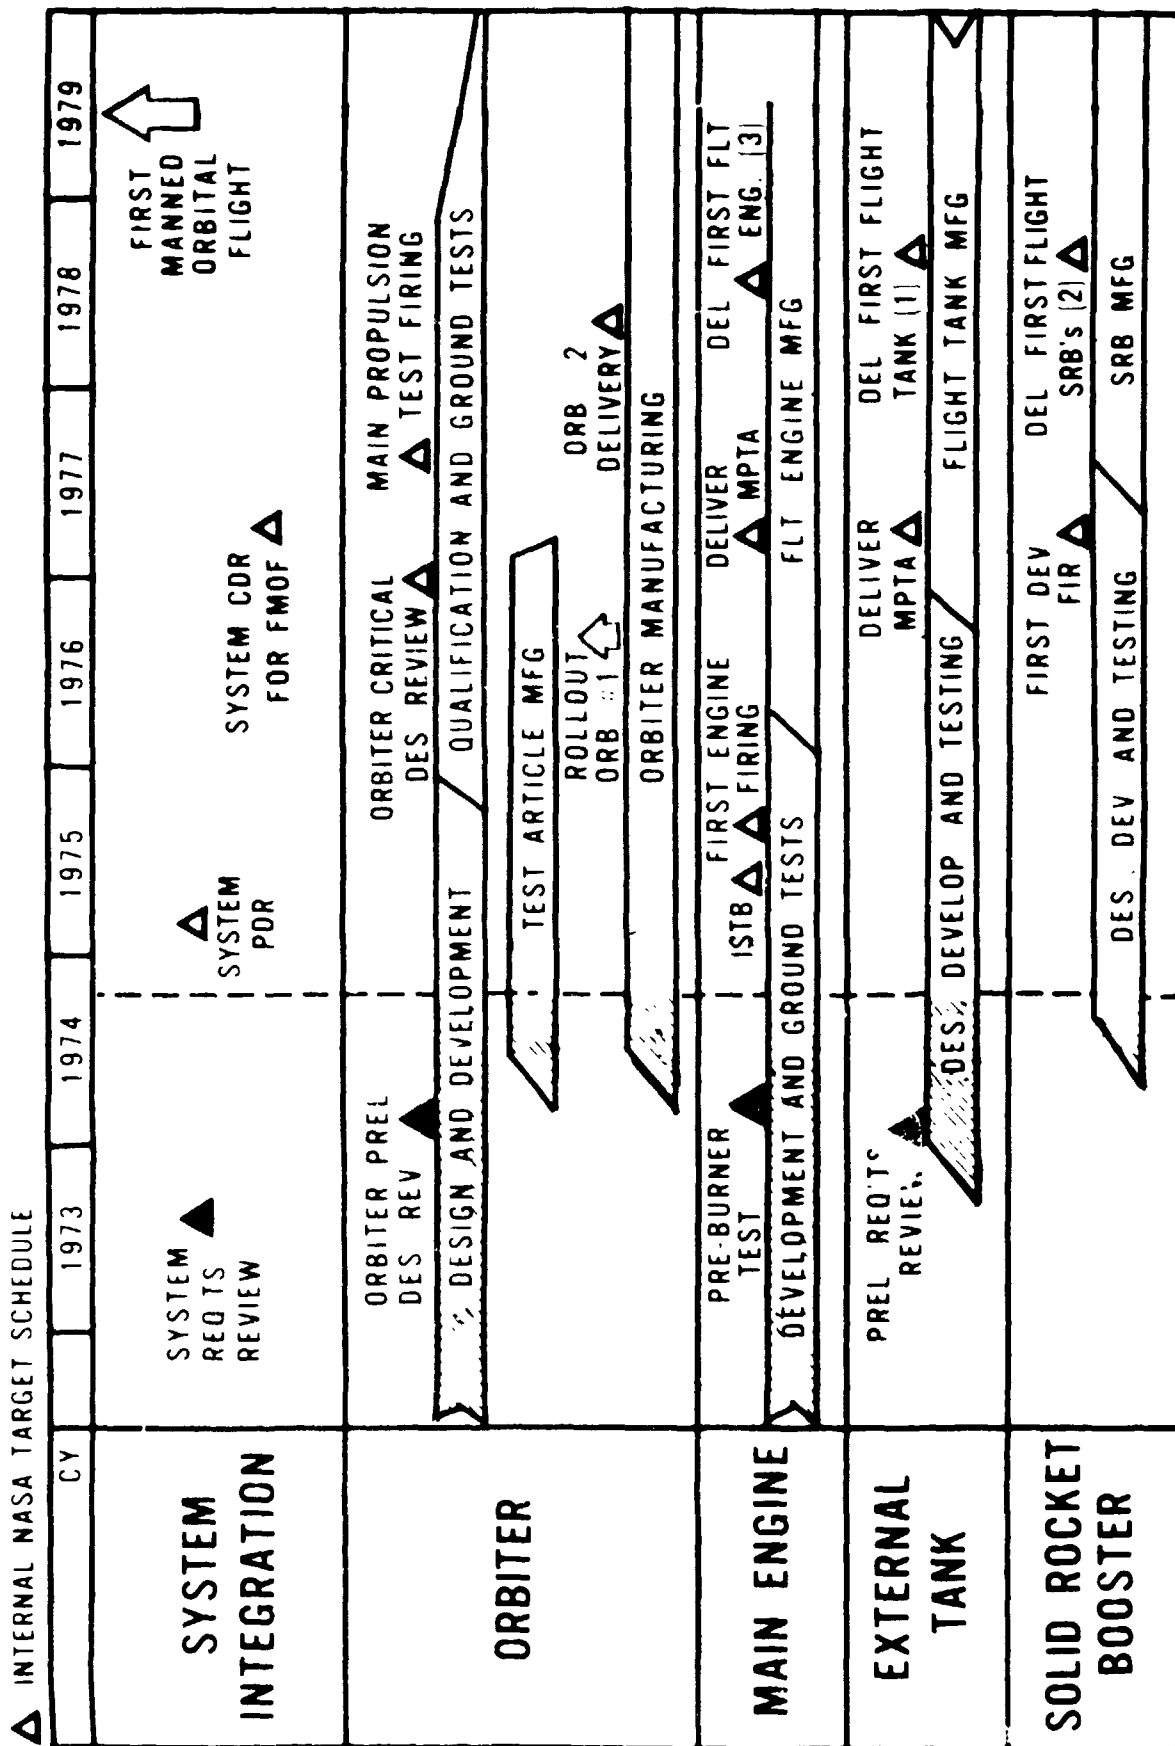 △ INTERNAL NASA TARGET SCHEDULE
CY
1973
1974
1975
1976
1977
1978
1979
SYSTEM
INTEGRATION
SYSTEM
REQTS
REVIEW
SYSTEM
PDR
SYSTEM CDR
FOR FMOF
FIRST
MANNED
ORBITAL
FLIGHT
ORBITER
ORBITER PREL
DES REV
ORBITER CRITICAL
DES REVIEW
MAIN PROPULSION
TEST FIRING
DESIGN AND DEVELOPMENT
QUALIFICATION AND GROUND TESTS
TEST ARTICLE MFG
ROLLOUT
ORB #1
ORB 2
DELIVERY
ORBITER MANUFACTURING
MAIN ENGINE
PRE-BURNER
TEST
ISTB
FIRST ENGINE
FIRING
DELIVER
MPTA
DEL FIRST FLT
ENG. (3)
DEVELOPMENT AND GROUND TESTS
FLT ENGINE MFG
EXTERNAL
TANK
PREL REQ'TS
REVIEW
DELIVER
MPTA
DEL FIRST FLIGHT
TANK (1)
DES, DEVELOP AND TESTING
FLIGHT TANK MFG
SOLID ROCKET
BOOSTER
FIRST DEV
FIR
DEL FIRST FLIGHT
SRB's (2)
DES. DEV AND TESTING
SRB MFG